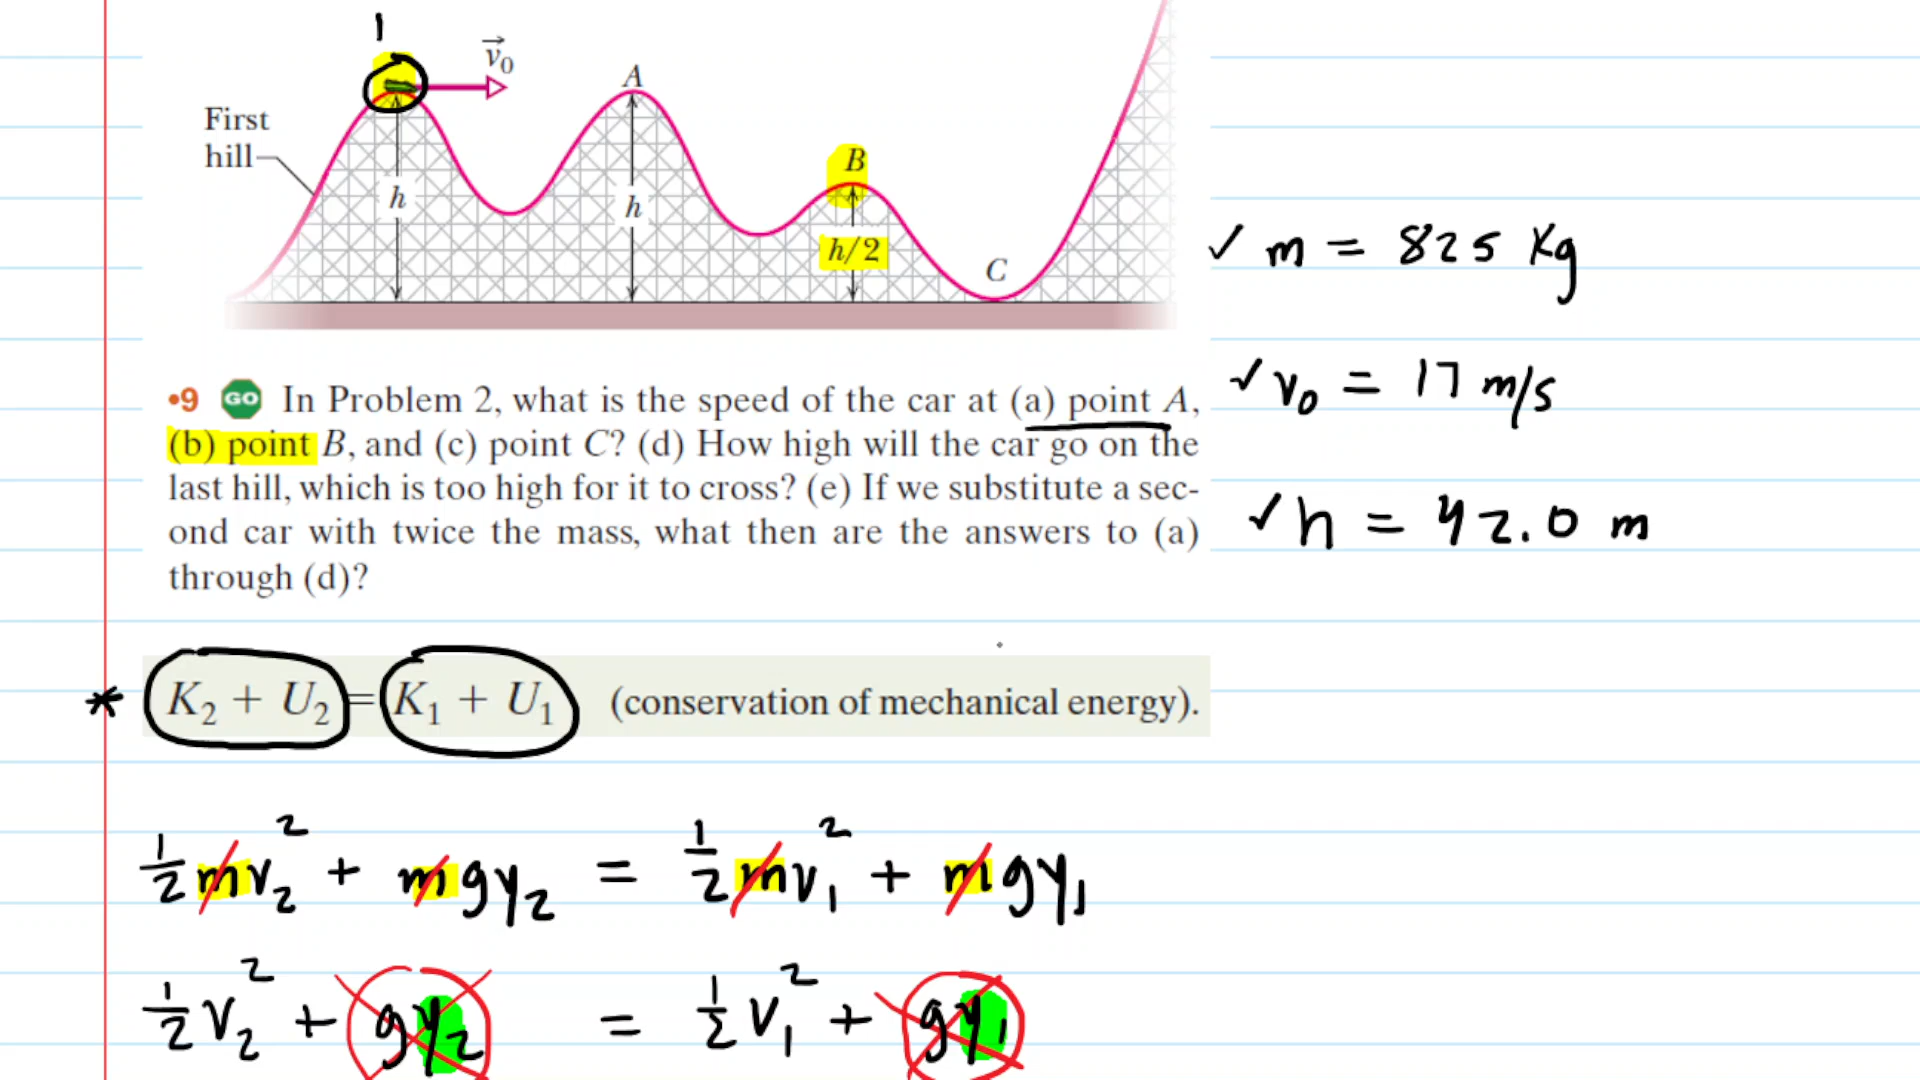 1
v₀
A
First
hill
B
h
h
h/2
C
✓ m = 825 Kg
✓ v₀ = 17 m/s
✓ h = 42.0 m
•9 GO In Problem 2, what is the speed of the car at (a) point A,
(b) point B, and (c) point C? (d) How high will the car go on the
last hill, which is too high for it to cross? (e) If we substitute a sec-
ond car with twice the mass, what then are the answers to (a)
through (d)?
* K₂ + U₂ = K₁ + U₁ (conservation of mechanical energy).
½mv₂² + mgy₂ = ½mv₁² + mgy₁
½v₂² + gy₂ = ½v₁² + gy₁